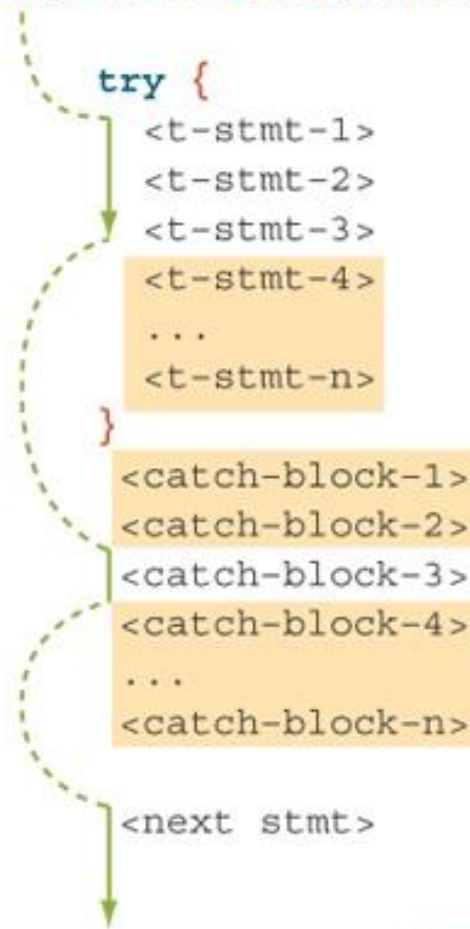 try {
<t-stmt-1>
<t-stmt-2>
<t-stmt-3>
<t-stmt-4>
...
<t-stmt-n>
}
<catch-block-1>
<catch-block-2>
<catch-block-3>
<catch-block-4>
...
<catch-block-n>
<next stmt>